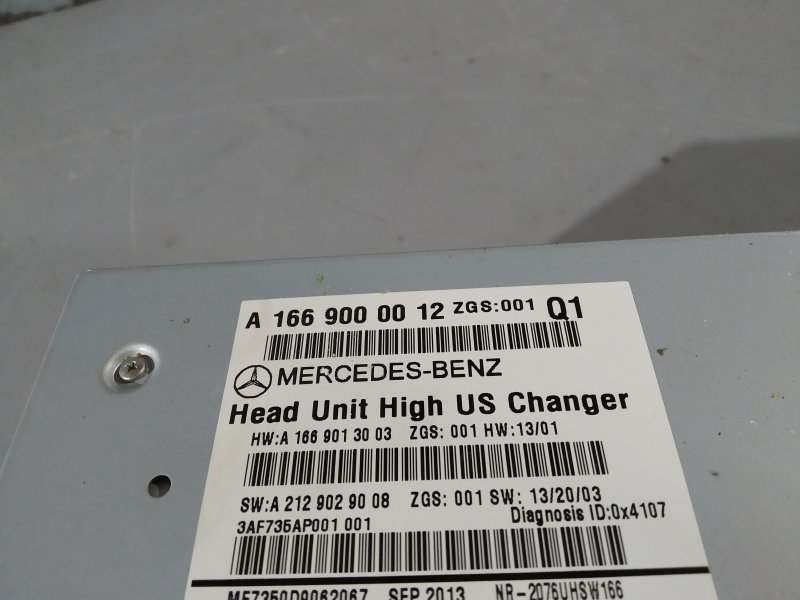 A 166 900 00 12 ZGS:001 Q1
MERCEDES-BENZ
Head Unit High US Changer
HW:A 166 901 30 03 ZGS: 001 HW:13/01
SW:A 212 902 90 08 ZGS: 001 SW: 13/20/03
3AF735AP001 001 Diagnosis ID:0x4107
MF7350D9062067 SEP 2013 NR-2076UHSW166